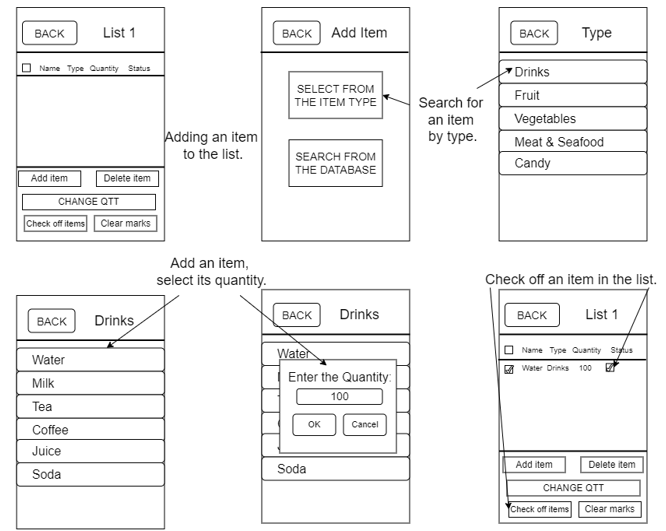 BACK List 1
Name Type Quantity Status
Add item Delete item
CHANGE QTT
Check off items Clear marks
Adding an item
to the list.
BACK Add Item
SELECT FROM
THE ITEM TYPE
SEARCH FROM
THE DATABASE
Search for
an item
by type.
BACK Type
Drinks
Fruit
Vegetables
Meat & Seafood
Candy
Add an item,
select its quantity.
BACK Drinks
Water
Milk
Tea
Coffee
Juice
Soda
BACK Drinks
Water
Enter the Quantity:
100
OK Cancel
Soda
Check off an item in the list.
BACK List 1
Name Type Quantity Status
Water Drinks 100
Add item Delete item
CHANGE QTT
Check off items Clear marks